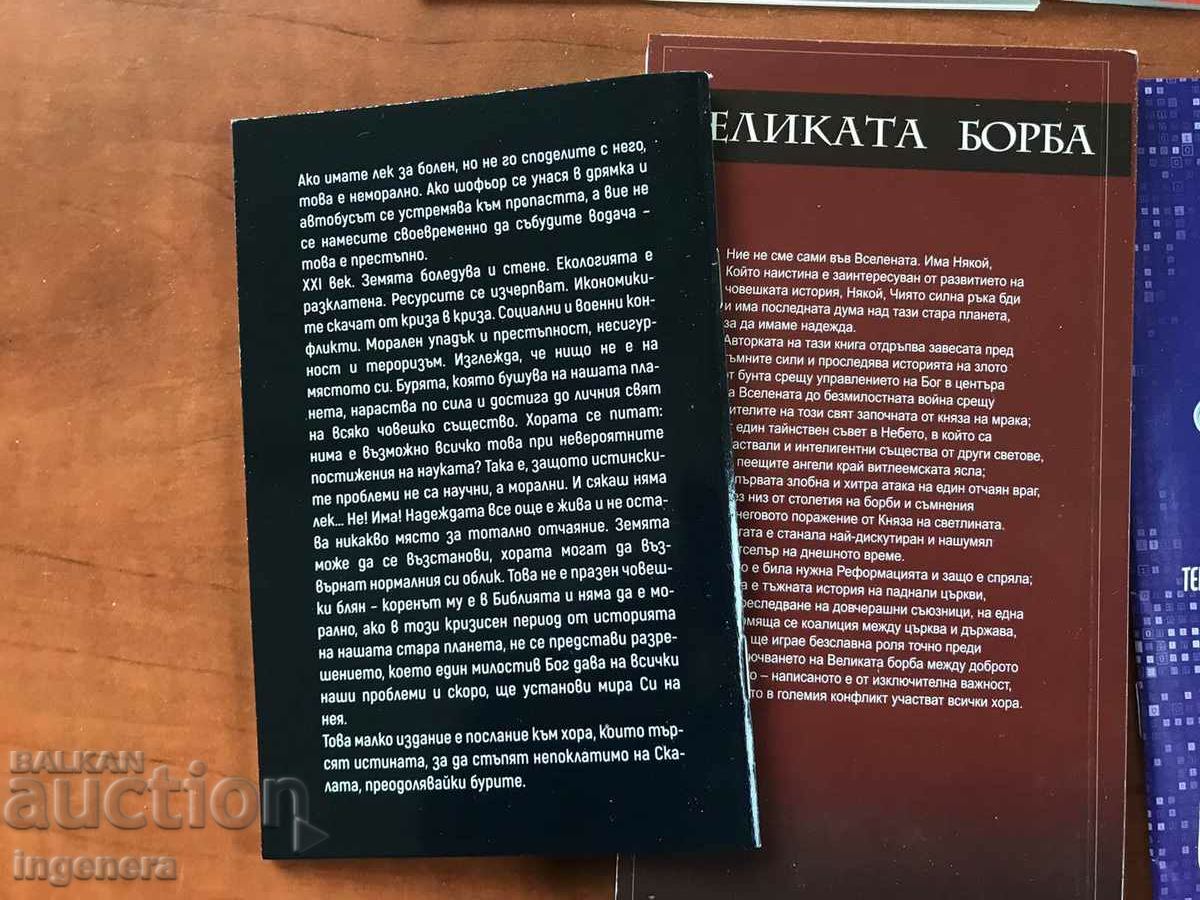 Ако имате лек за болен, но не го споделите с него,
това е неморално. Ако шофьор се унася в дрямка и
автобусът се устремява към пропастта, а вие не
се намесите своевременно да събудите водача –
това е престъпно.
XXI век. Земята боледува и стене. Екологията е
разклатена. Ресурсите се изчерпват. Икономики-
те скачат от криза в криза. Социални и военни кон-
фликти. Морален упадък и престъпност, несигур-
ност и тероризъм. Изглежда, че нищо не е на
мястото си. Бурята, която бушува на нашата пла-
нета, нараства по сила и достига до личния свят
на всяко човешко същество. Хората се питат:
нима е възможно всичко това при невероятните
постижения на науката? Така е, защото истински-
те проблеми не са научни, а морални. И сякаш няма
лек... Не! Има! Надеждата все още е жива и не оста-
ва никакво място за тотално отчаяние. Земята
може да се възстанови, хората могат да въз-
върнат нормалния си облик. Това не е празен човеш-
ки блян – коренът му е в Библията и няма да е мо-
рално, ако в този кризисен период от историята
на нашата стара планета, не се представи разре-
шението, което един милостив Бог дава на всички
наши проблеми и скоро, ще установи мира Си на
нея.
Това малко издание е послание към хора, които тър-
сят истината, за да стъпят непоклатимо на Ска-
лата, преодолявайки бурите.
ЕЛИКАТА БОРБА
Ние не сме сами във Вселената. Има Някой,
Който наистина е заинтересуван от развитието на
човешката история, Някой, Чиято силна ръка бди
и има последната дума над тази стара планета,
за да имаме надежда.
Авторката на тази книга отдръпва завесата пред
ъмните сили и проследява историята на злото
т бунта срещу управлението на Бог в центъра
а Вселената до безмилостната война срещу
ителите на този свят започната от княза на мрака;
т един тайнствен съвет в Небето, в който са
аствали и интелигентни същества от други светове,
пеещите ангели край витлеемската ясла;
първата злобна и хитра атака на един отчаян враг,
ез низ от столетия на борби и съмнения
неговото поражение от Княза на светлината.
гата е станала най-дискутиран и нашумял
тселър на днешното време.
о е била нужна Реформацията и защо е спряла;
а е тъжната история на паднали църкви,
реследване на довчерашни съюзници, на една
омяща се коалиция между църква и държава,
ще играе безславна роля точно преди
ючването на Великата борба между доброто
о – написаното е от изключителна важност,
то в големия конфликт участват всички хора.
ТЕ
BALKAN
auction
ingenera